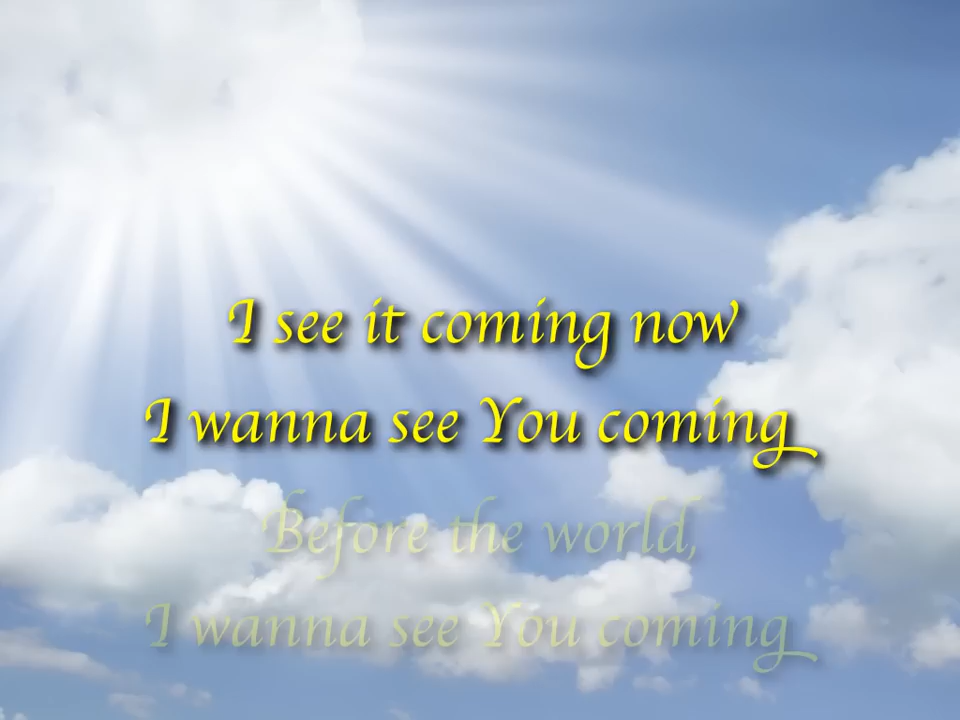 I see it coming now
I wanna see You coming
Before the world,
I wanna see You coming